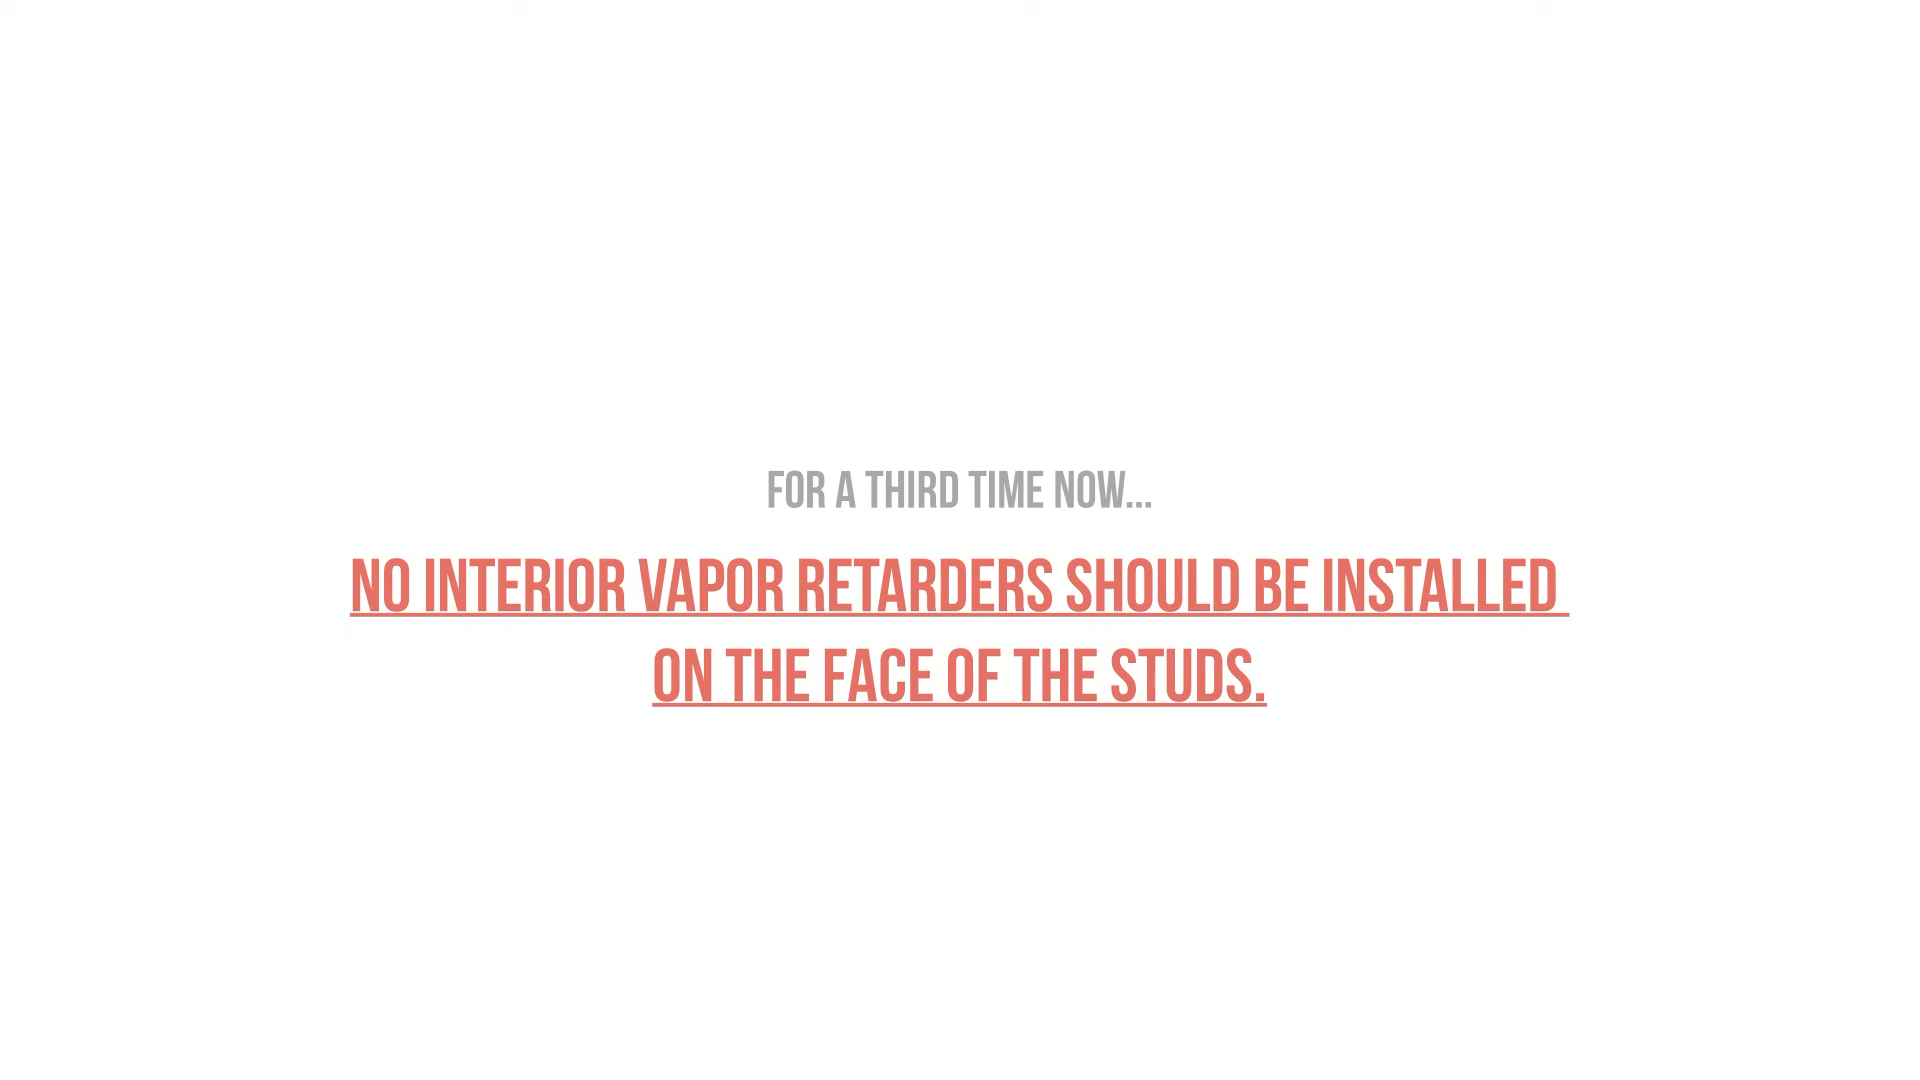 FOR A THIRD TIME NOW...
NO INTERIOR VAPOR RETARDERS SHOULD BE INSTALLED
ON THE FACE OF THE STUDS.